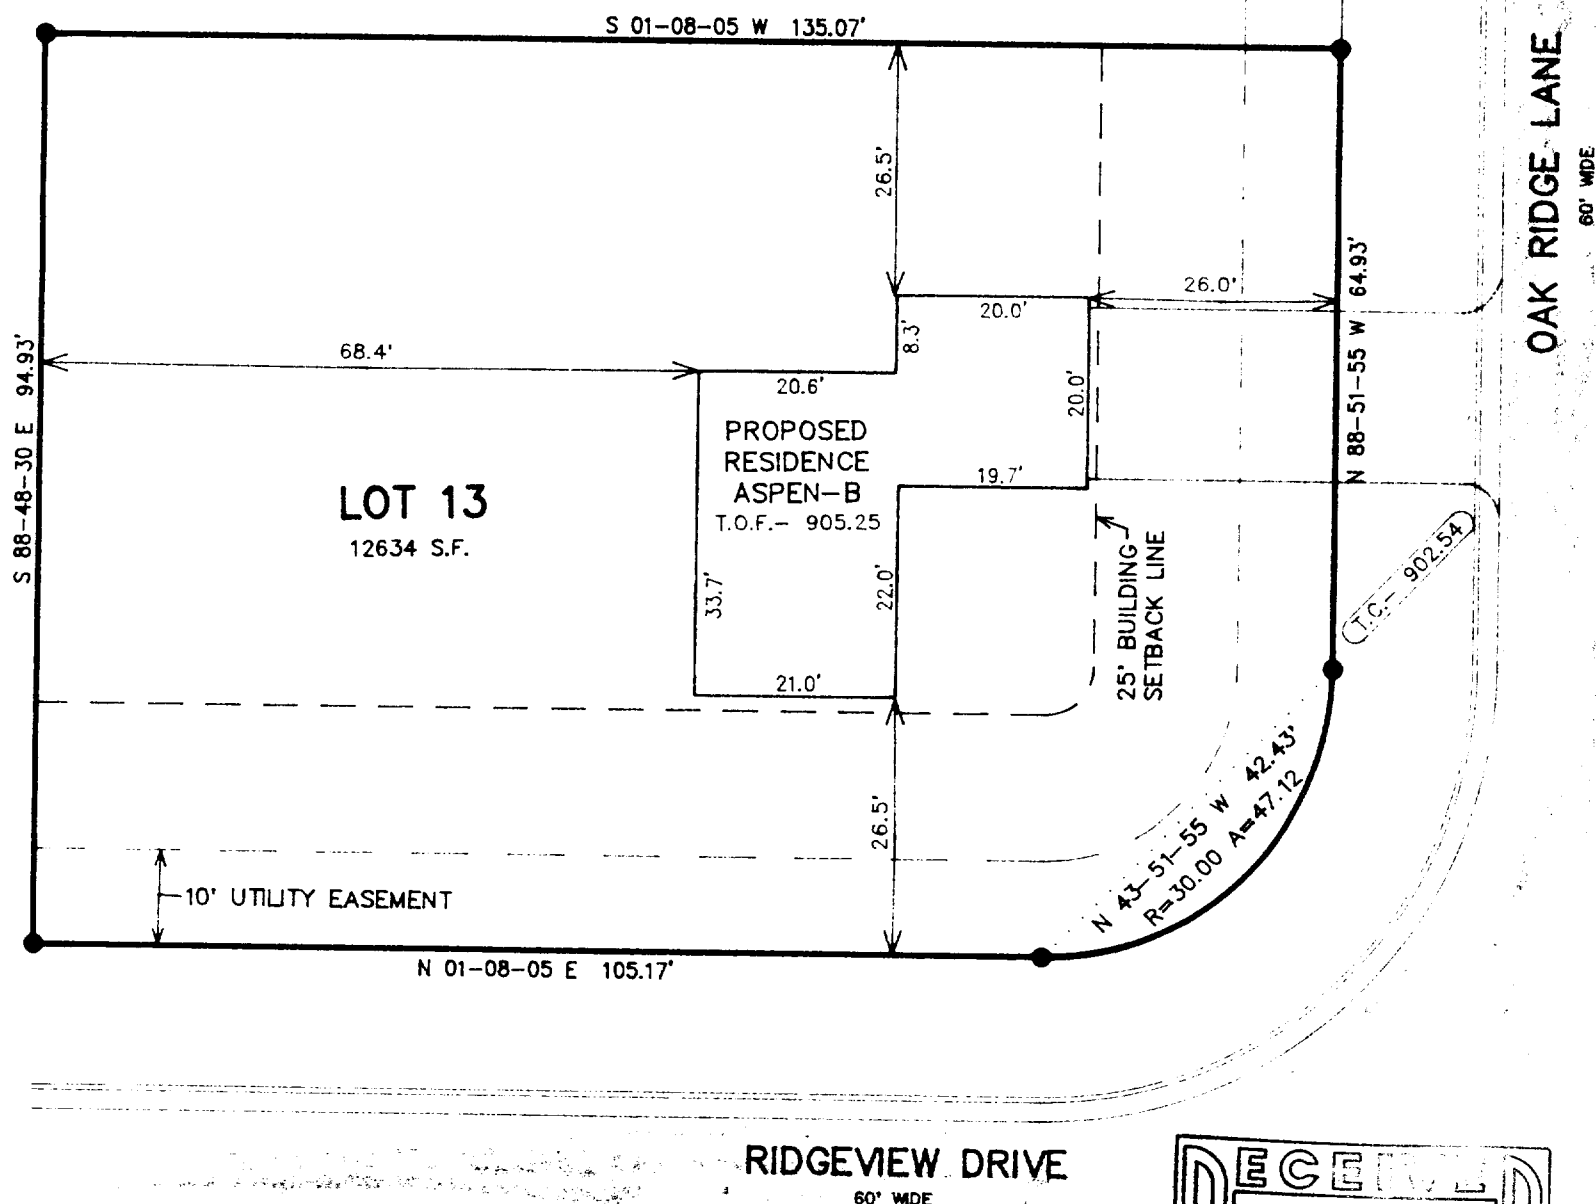 S 01-08-05 W 135.07'
OAK RIDGE LANE
60' WIDE
26.5'
N 88-51-55 W 64.93'
26.0'
20.0'
8.3'
68.4'
S 88-48-30 E 94.93'
20.6'
20.0'
PROPOSED
RESIDENCE
ASPEN-B
T.O.F.- 905.25
19.7'
LOT 13
12634 S.F.
33.7'
22.0'
25' BUILDING
SETBACK LINE
T.C.- 902.54
21.0'
26.5'
N 43-51-55 W 42.43'
R=30.00 A=47.12
10' UTILITY EASEMENT
N 01-08-05 E 105.17'
RIDGEVIEW DRIVE
60' WIDE
RECEIVED